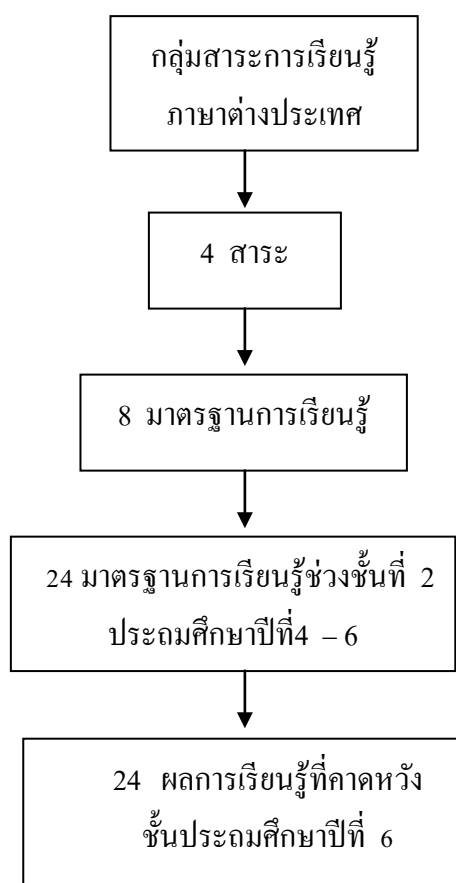 กลุ่มสาระการเรียนรู้
ภาษาต่างประเทศ
4 สาระ
8 มาตรฐานการเรียนรู้
24 มาตรฐานการเรียนรู้ช่วงชั้นที่ 2
ประถมศึกษาปีที่4 – 6
24 ผลการเรียนรู้ที่คาดหวัง
ชั้นประถมศึกษาปีที่ 6